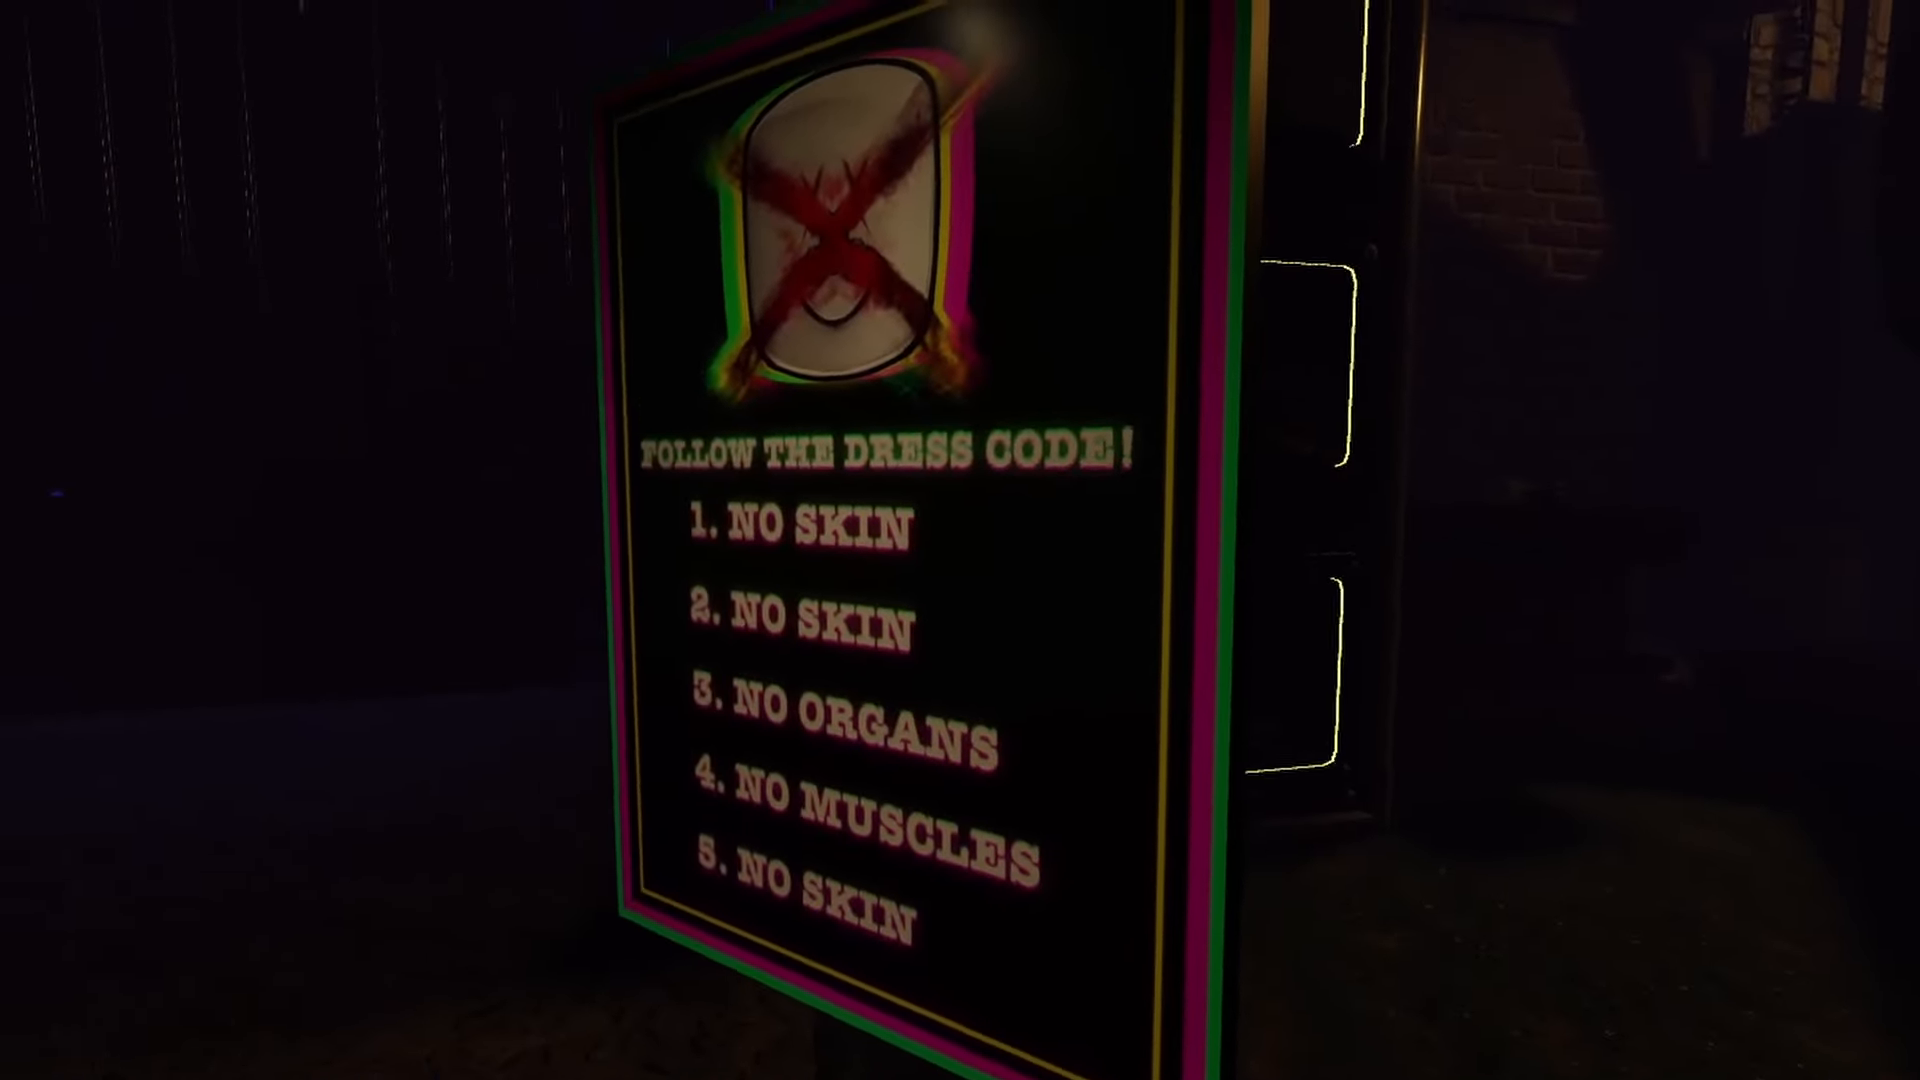 FOLLOW THE DRESS CODE!
1. NO SKIN
2. NO SKIN
3. NO ORGANS
4. NO MUSCLES
5. NO SKIN